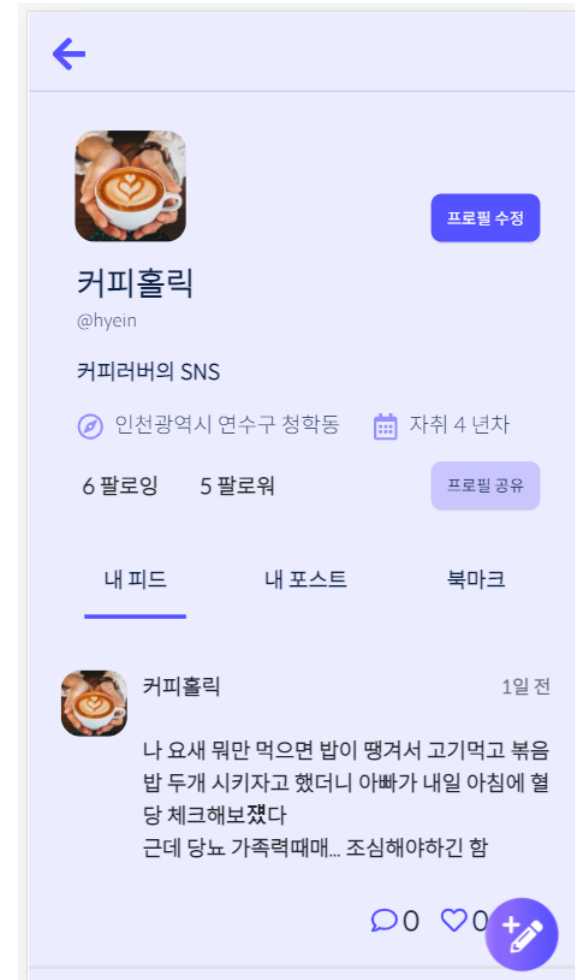 프로필 수정
커피홀릭
@hyein
커피러버의 SNS
인천광역시 연수구 청학동 자취 4 년차
6 팔로잉 5 팔로워 프로필 공유
내 피드 내 포스트 북마크
커피홀릭 1일 전
나 요새 뭐만 먹으면 밥이 땡겨서 고기먹고 볶음
밥 두개 시키자고 했더니 아빠가 내일 아침에 혈
당 체크해보쟸다
근데 당뇨 가족력때매... 조심해야하긴 함
0 0